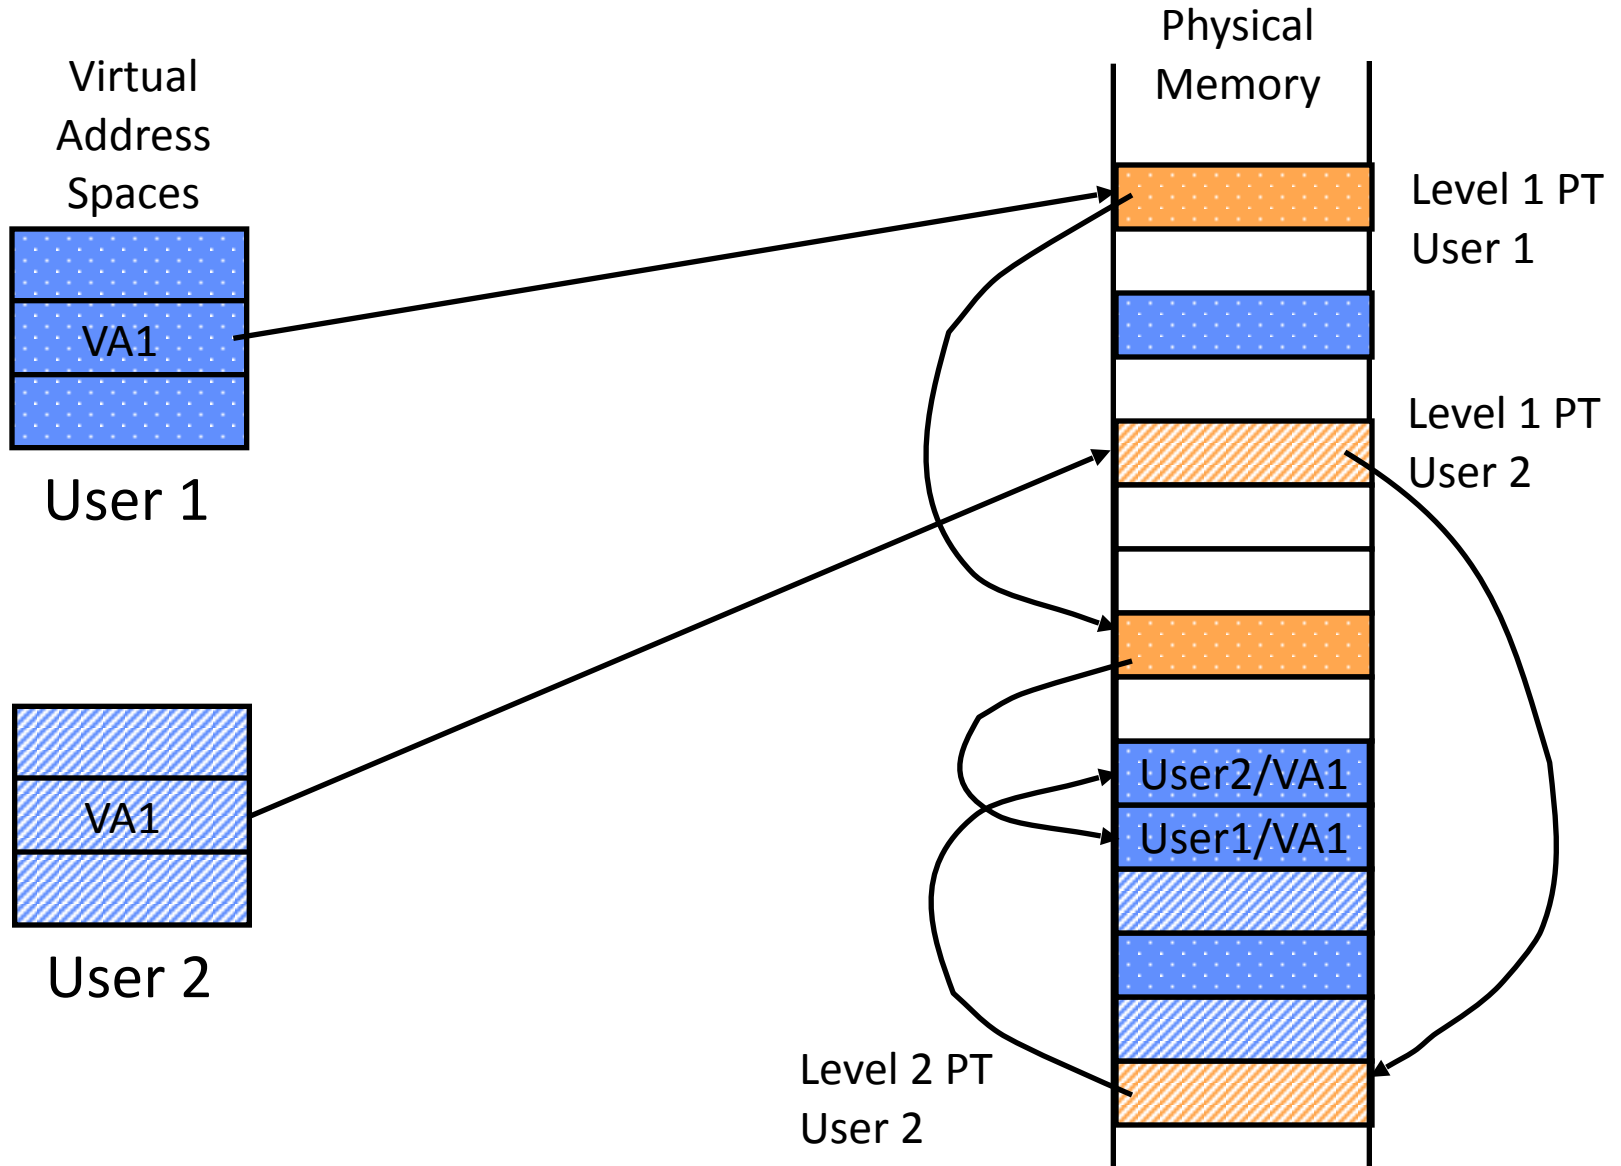 Virtual
Address
Spaces
VA1
User 1
VA1
User 2
Physical
Memory
Level 1 PT
User 1
Level 1 PT
User 2
User2/VA1
User1/VA1
Level 2 PT
User 2